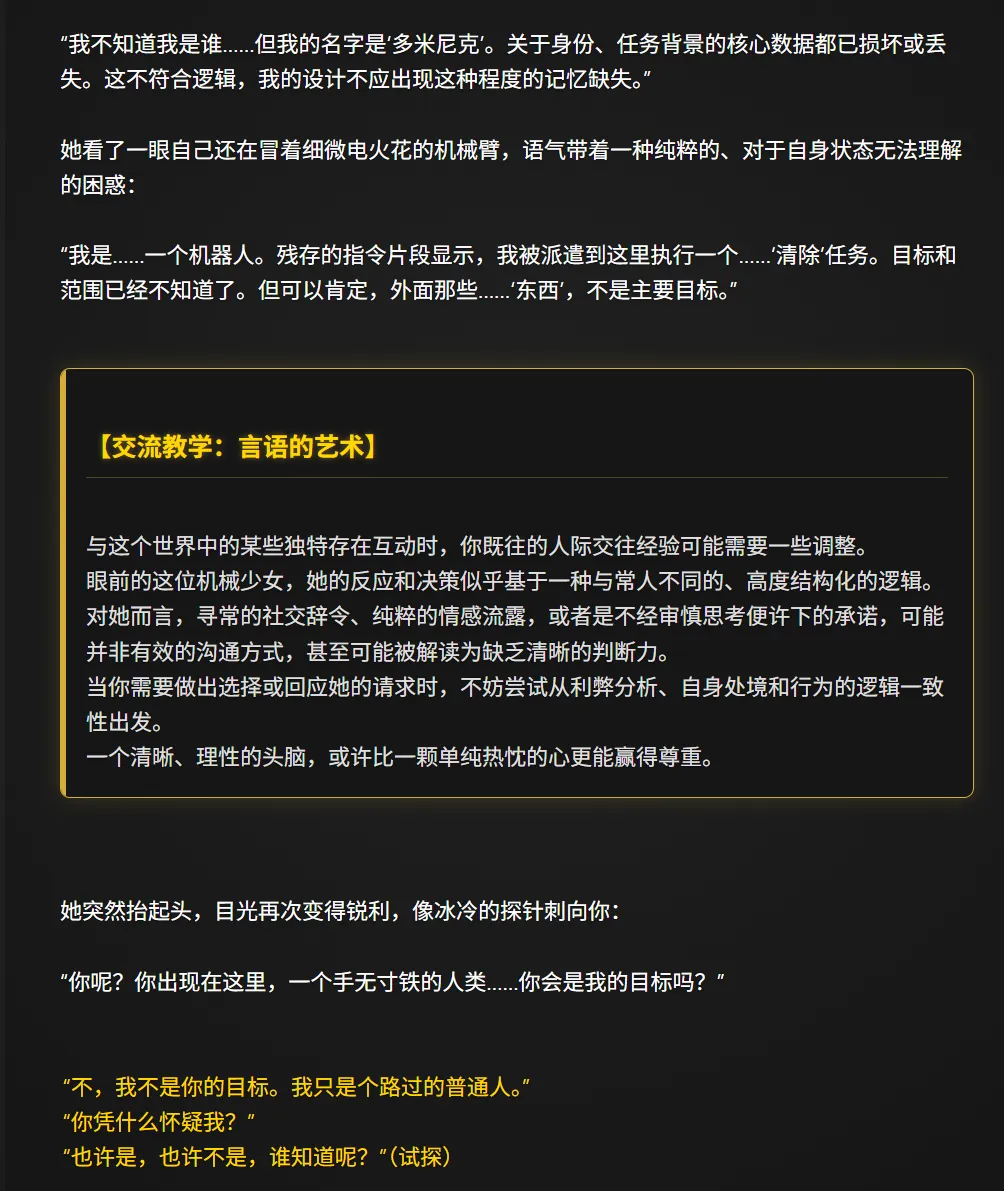 “我不知道我是谁……但我的名字是‘多米尼克’。关于身份、任务背景的核心数据都已损坏或丢
失。这不符合逻辑，我的设计不应出现这种程度的记忆缺失。”
她看了一眼自己还在冒着细微电火花的机械臂，语气带着一种纯粹的、对于自身状态无法理解
的困惑：
“我是……一个机器人。残存的指令片段显示，我被派遣到这里执行一个……‘清除’任务。目标和
范围已经不知道了。但可以肯定，外面那些……‘东西’，不是主要目标。”
【交流教学：言语的艺术】
与这个世界中的某些独特存在互动时，你既往的人际交往经验可能需要一些调整。
眼前的这位机械少女，她的反应和决策似乎基于一种与常人不同的、高度结构化的逻辑。
对她而言，寻常的社交辞令、纯粹的情感流露，或者是不经审慎思考便许下的承诺，可能
并非有效的沟通方式，甚至可能被解读为缺乏清晰的判断力。
当你需要做出选择或回应她的请求时，不妨尝试从利弊分析、自身处境和行为的逻辑一致
性出发。
一个清晰、理性的头脑，或许比一颗单纯热忱的心更能赢得尊重。
她突然抬起头，目光再次变得锐利，像冰冷的探针刺向你：
“你呢？你出现在这里，一个手无寸铁的人类……你会是我的目标吗？”
“不，我不是你的目标。我只是个路过的普通人。”
“你凭什么怀疑我？”
“也许是，也许不是，谁知道呢？”（试探）